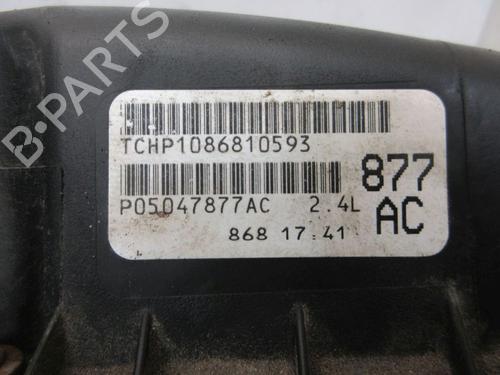 B-PARTS
TCHP1086810593
P05047877AC 2.4L
877
AC
868 17.41